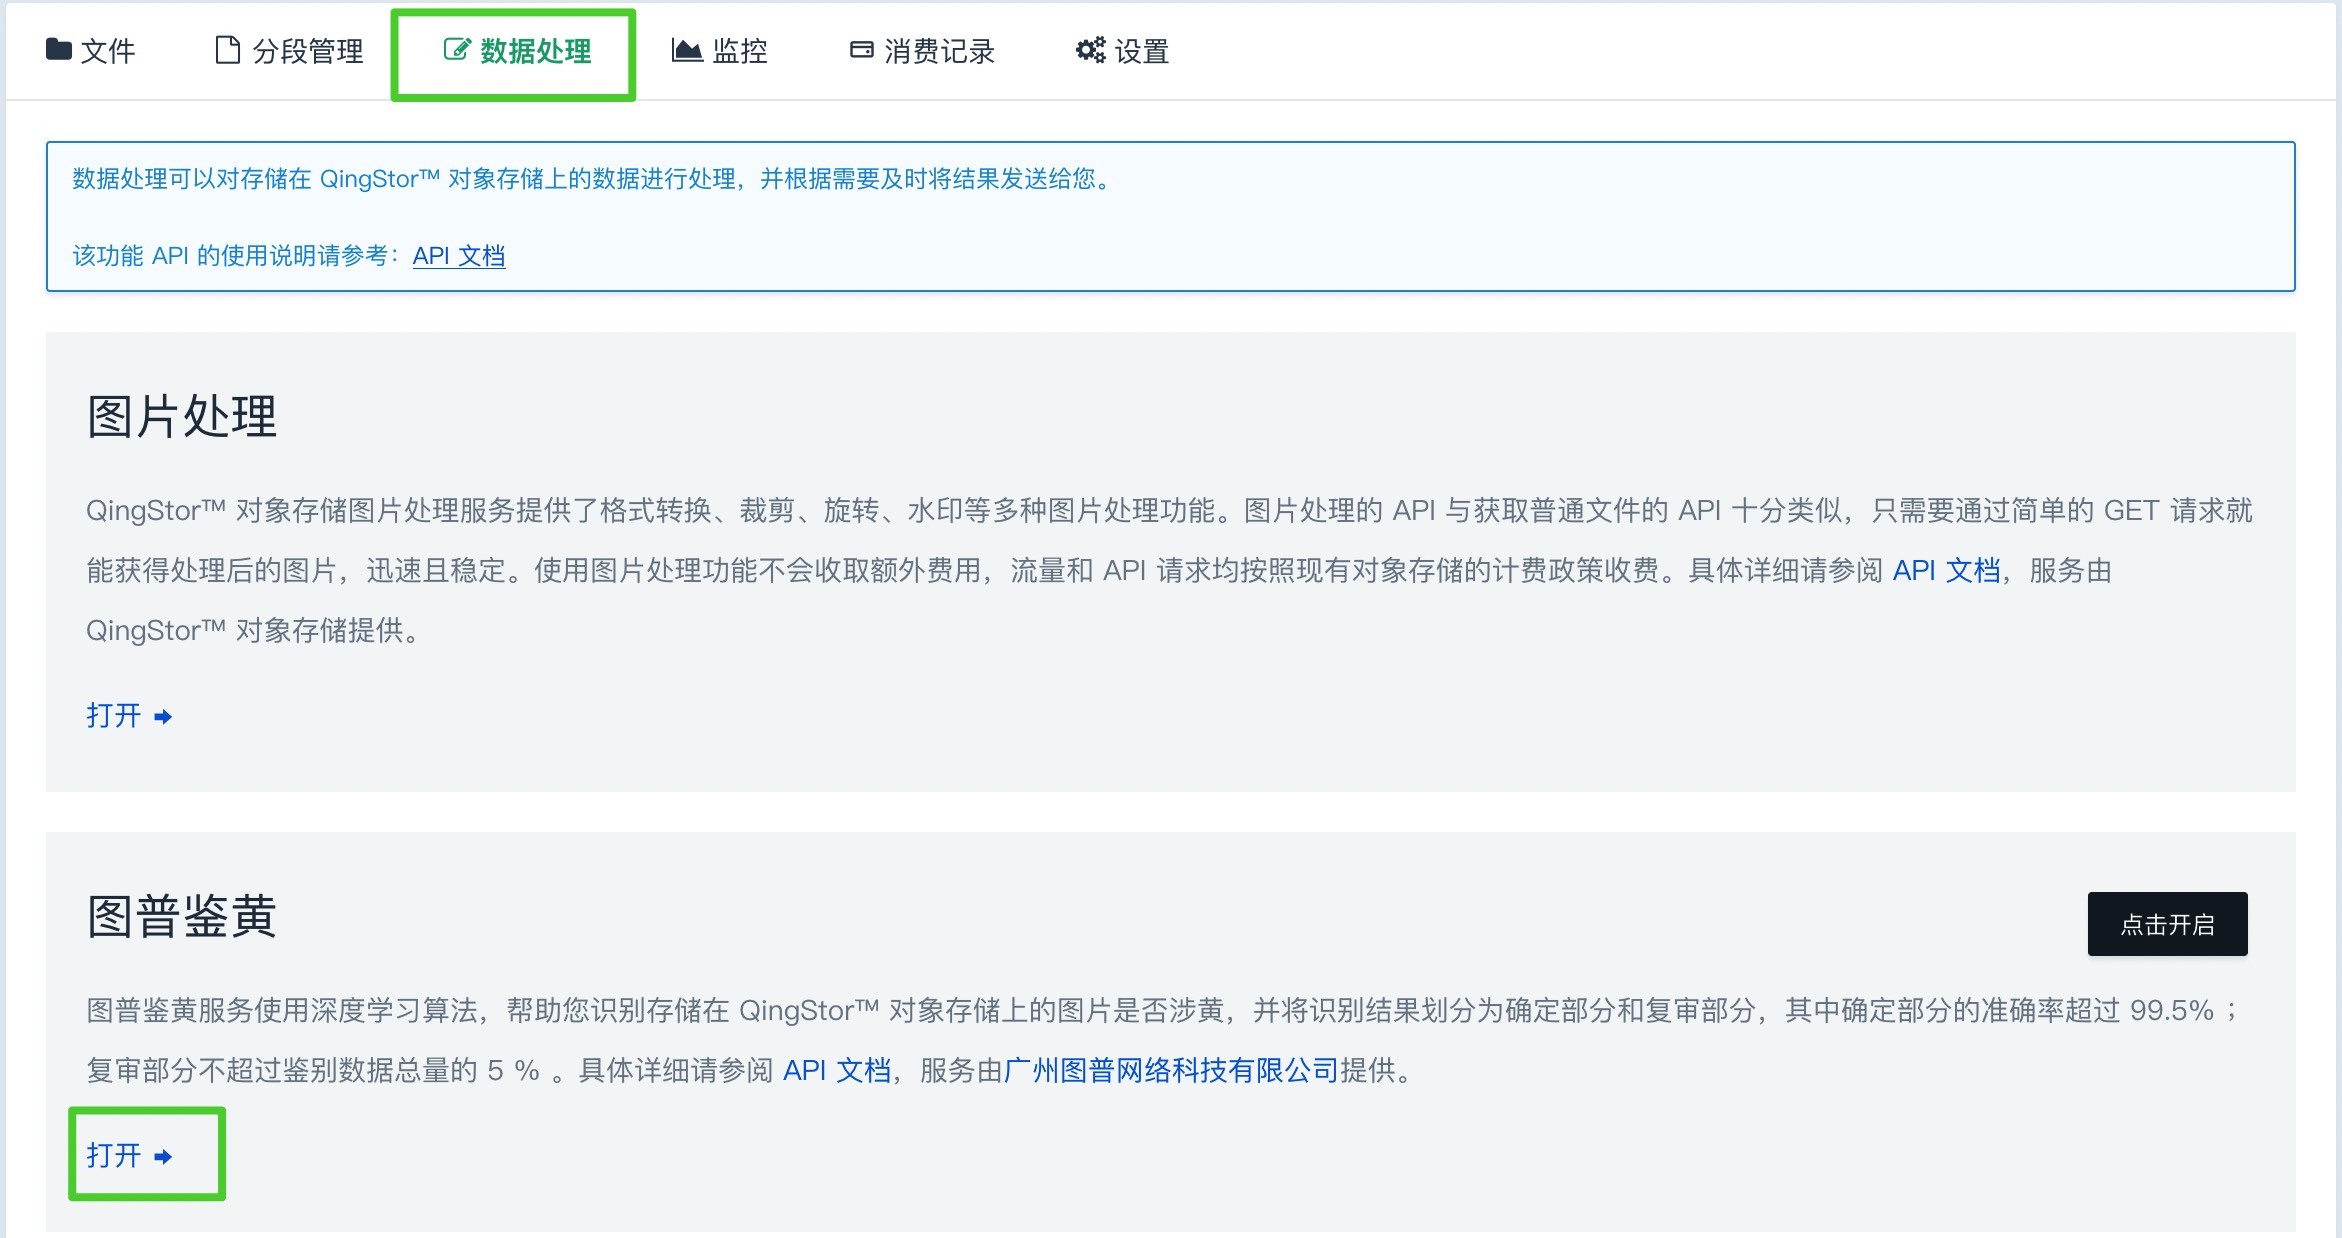 文件 分段管理 数据处理 监控 消费记录 设置
数据处理可以对存储在 QingStor™ 对象存储上的数据进行处理，并根据需要及时将结果发送给您。
该功能 API 的使用说明请参考： API 文档
图片处理
QingStor™ 对象存储图片处理服务提供了格式转换、裁剪、旋转、水印等多种图片处理功能。图片处理的 API 与获取普通文件的 API 十分类似，只需要通过简单的 GET 请求就
能获得处理后的图片，迅速且稳定。使用图片处理功能不会收取额外费用，流量和 API 请求均按照现有对象存储的计费政策收费。具体详细请参阅 API 文档，服务由
QingStor™ 对象存储提供。
打开
图普鉴黄
点击开启
图普鉴黄服务使用深度学习算法，帮助您识别存储在 QingStor™ 对象存储上的图片是否涉黄，并将识别结果划分为确定部分和复审部分，其中确定部分的准确率超过 99.5%；
复审部分不超过鉴别数据总量的 5 % 。具体详细请参阅 API 文档，服务由广州图普网络科技有限公司提供。
打开